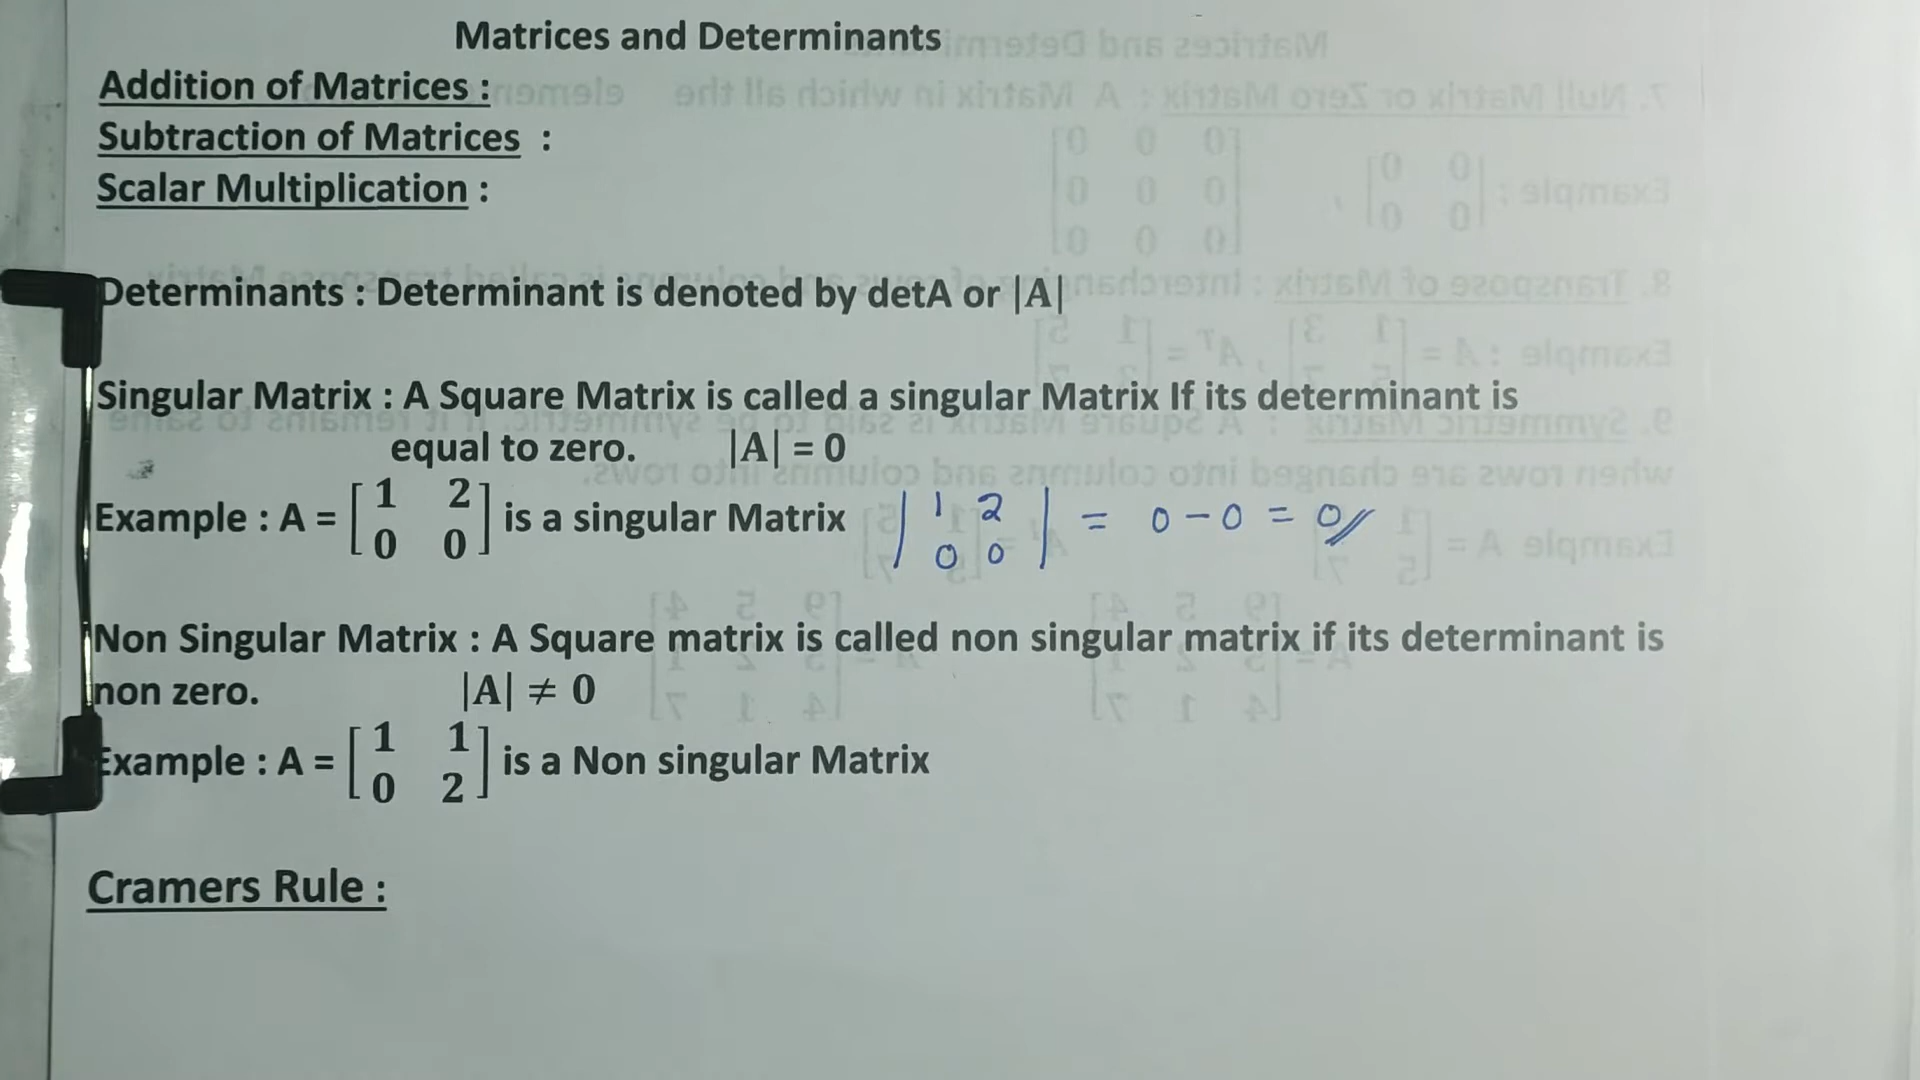 Matrices and Determinants
Addition of Matrices :
Subtraction of Matrices :
Scalar Multiplication :
Determinants : Determinant is denoted by detA or |A|
Singular Matrix : A Square Matrix is called a singular Matrix If its determinant is
equal to zero. |A| = 0
Example : A = [1 2
0 0] is a singular Matrix |1 2
0 0| = 0 - 0 = 0
Non Singular Matrix : A Square matrix is called non singular matrix if its determinant is
non zero. |A| ≠ 0
Example : A = [1 1
0 2] is a Non singular Matrix
Cramers Rule :